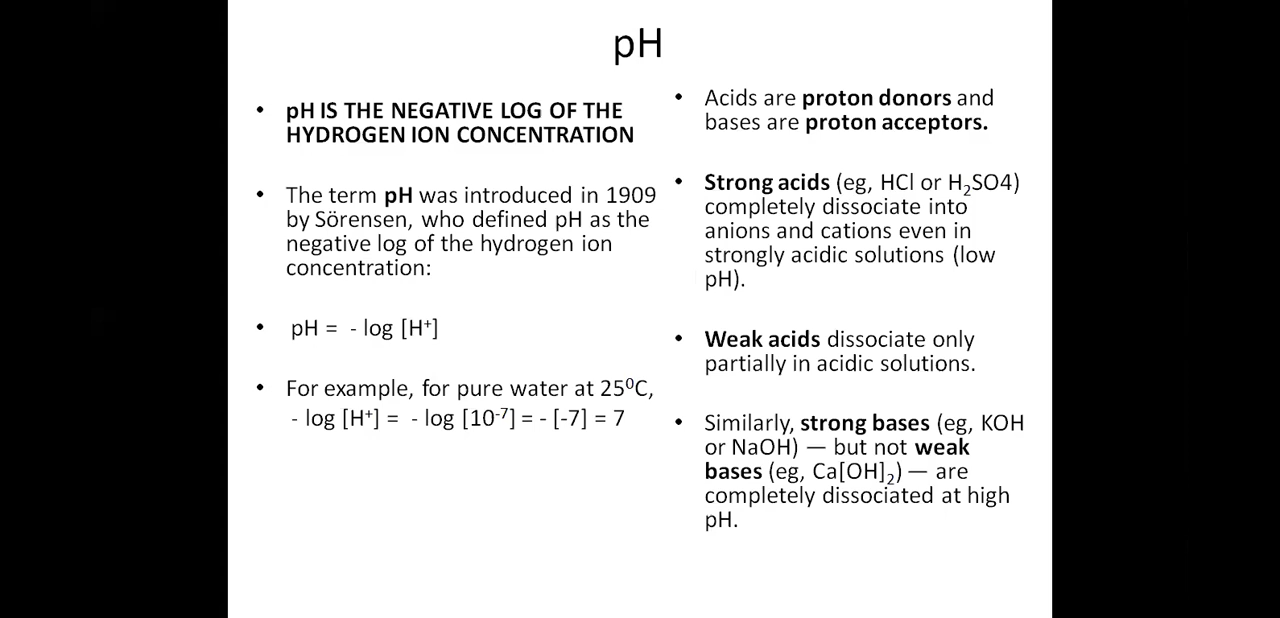 pH
• pH IS THE NEGATIVE LOG OF THE
HYDROGEN ION CONCENTRATION
• The term pH was introduced in 1909
by Sörensen, who defined pH as the
negative log of the hydrogen ion
concentration:
• pH = - log [H⁺]
• For example, for pure water at 25⁰C,
- log [H⁺] = - log [10⁻⁷] = - [-7] = 7
• Acids are proton donors and
bases are proton acceptors.
• Strong acids (eg, HCl or H₂SO4)
completely dissociate into
anions and cations even in
strongly acidic solutions (low
pH).
• Weak acids dissociate only
partially in acidic solutions.
• Similarly, strong bases (eg, KOH
or NaOH) — but not weak
bases (eg, Ca[OH]₂) — are
completely dissociated at high
pH.